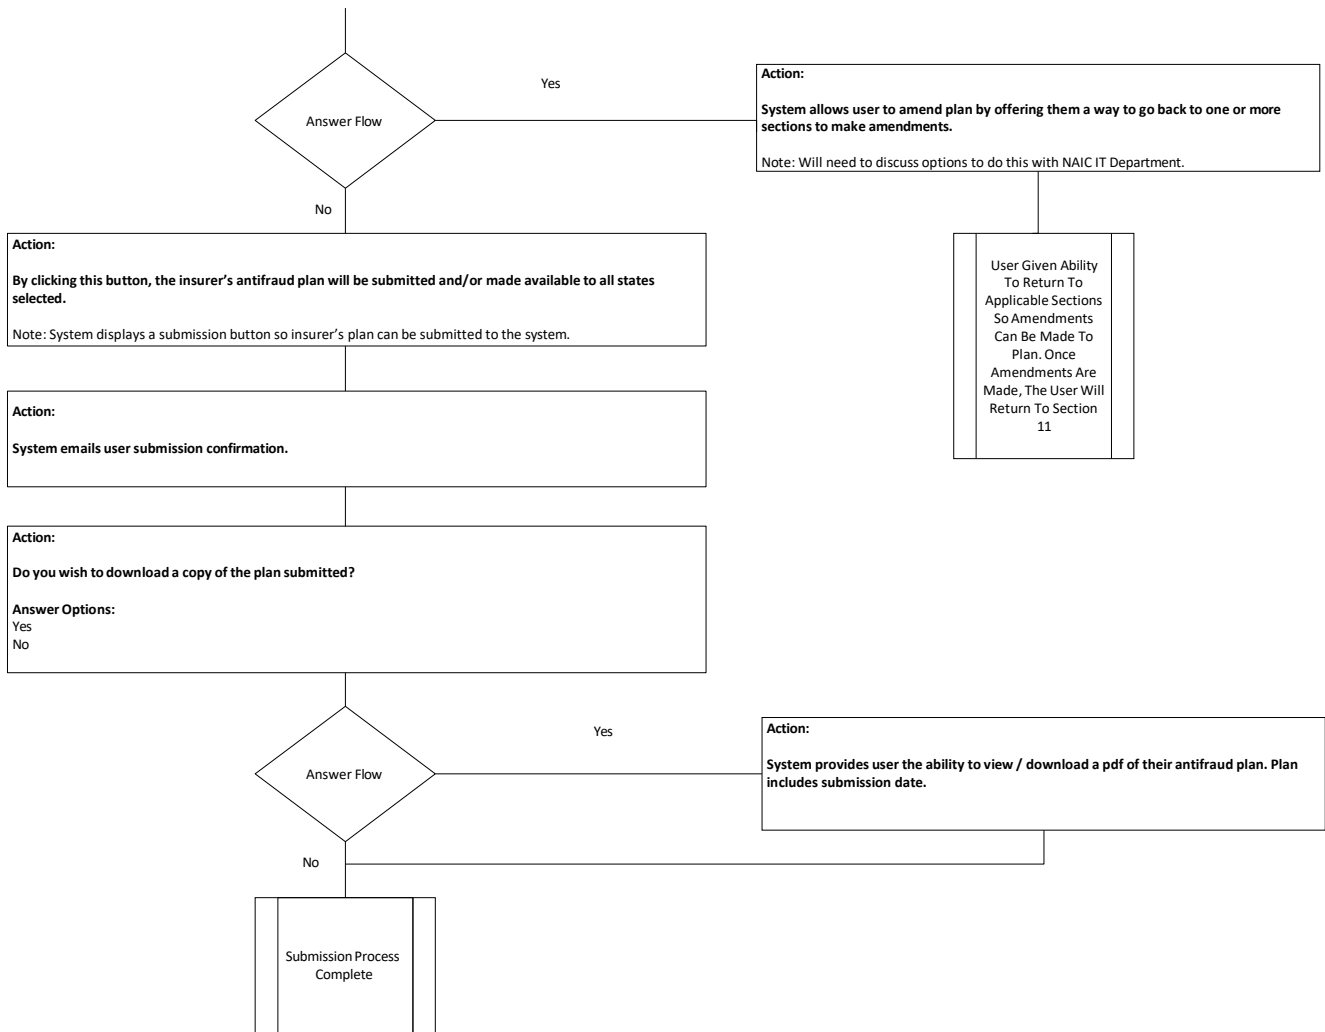 Answer Flow
Yes
Action:
System allows user to amend plan by offering them a way to go back to one or more
sections to make amendments.
Note: Will need to discuss options to do this with NAIC IT Department.
No
Action:
By clicking this button, the insurer's antifraud plan will be submitted and/or made available to all states
selected.
Note: System displays a submission button so insurer's plan can be submitted to the system.
User Given Ability
To Return To
Applicable Sections
So Amendments
Can Be Made To
Plan. Once
Amendments Are
Made, The User Will
Return To Section
11
Action:
System emails user submission confirmation.
Action:
Do you wish to download a copy of the plan submitted?
Answer Options:
Yes
No
Answer Flow
Yes
Action:
System provides user the ability to view / download a pdf of their antifraud plan. Plan
includes submission date.
No
Submission Process
Complete